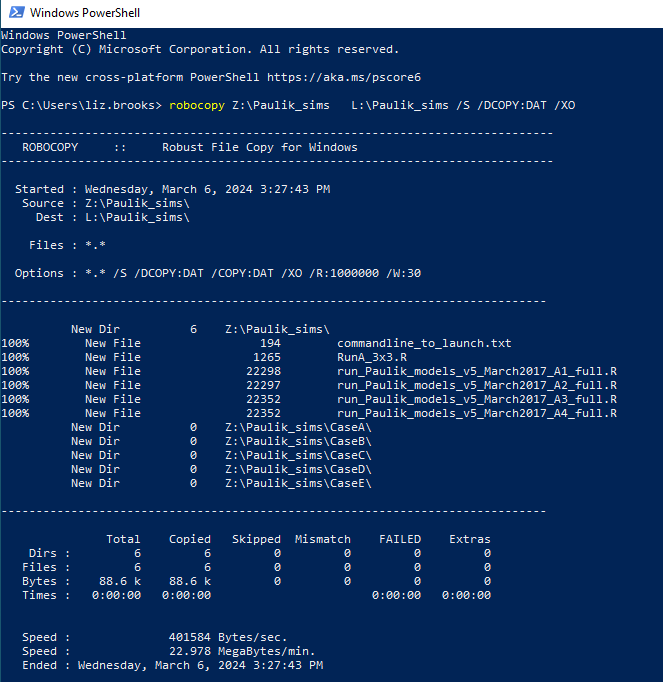 Windows PowerShell
Windows PowerShell
Copyright (C) Microsoft Corporation. All rights reserved.
Try the new cross-platform PowerShell https://aka.ms/pscore6
PS C:\Users\liz.brooks> robocopy Z:\Paulik_sims   L:\Paulik_sims /S /DCOPY:DAT /XO
-------------------------------------------------------------------------------
   ROBOCOPY     ::     Robust File Copy for Windows
-------------------------------------------------------------------------------
  Started : Wednesday, March 6, 2024 3:27:43 PM
   Source : Z:\Paulik_sims\
     Dest : L:\Paulik_sims\
    Files : *.*
  Options : *.* /S /DCOPY:DAT /COPY:DAT /XO /R:1000000 /W:30
------------------------------------------------------------------------------
          New Dir          6    Z:\Paulik_sims\
100%        New File                 194        commandline_to_launch.txt
100%        New File                1265        RunA_3x3.R
100%        New File               22298        run_Paulik_models_v5_March2017_A1_full.R
100%        New File               22297        run_Paulik_models_v5_March2017_A2_full.R
100%        New File               22352        run_Paulik_models_v5_March2017_A3_full.R
100%        New File               22352        run_Paulik_models_v5_March2017_A4_full.R
          New Dir          0    Z:\Paulik_sims\CaseA\
          New Dir          0    Z:\Paulik_sims\CaseB\
          New Dir          0    Z:\Paulik_sims\CaseC\
          New Dir          0    Z:\Paulik_sims\CaseD\
          New Dir          0    Z:\Paulik_sims\CaseE\
------------------------------------------------------------------------------
               Total    Copied   Skipped  Mismatch    FAILED    Extras
    Dirs :         6         6         0         0         0         0
   Files :         6         6         0         0         0         0
   Bytes :    88.6 k    88.6 k         0         0         0         0
   Times :   0:00:00   0:00:00                       0:00:00   0:00:00
   Speed :              401584 Bytes/sec.
   Speed :              22.978 MegaBytes/min.
   Ended : Wednesday, March 6, 2024 3:27:43 PM